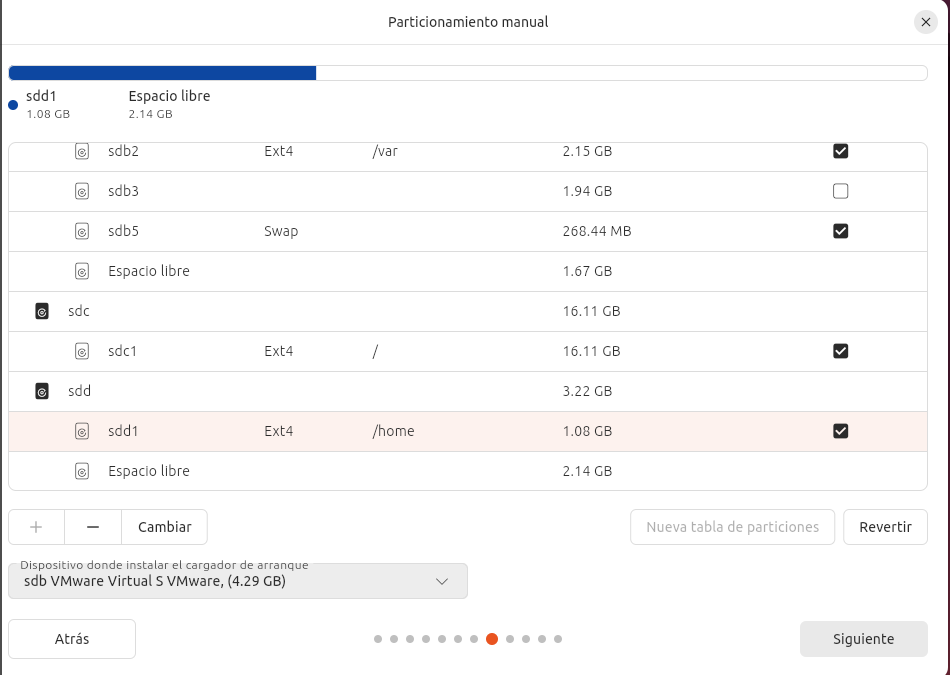 Particionamiento manual
sdd1
1.08 GB
Espacio libre
2.14 GB
sdb2 Ext4 /var 2.15 GB
sdb3 1.94 GB
sdb5 Swap 268.44 MB
Espacio libre 1.67 GB
sdc 16.11 GB
sdc1 Ext4 / 16.11 GB
sdd 3.22 GB
sdd1 Ext4 /home 1.08 GB
Espacio libre 2.14 GB
+ − Cambiar Nueva tabla de particiones Revertir
Dispositivo donde instalar el cargador de arranque
sdb VMware Virtual S VMware, (4.29 GB)
Atrás Siguiente